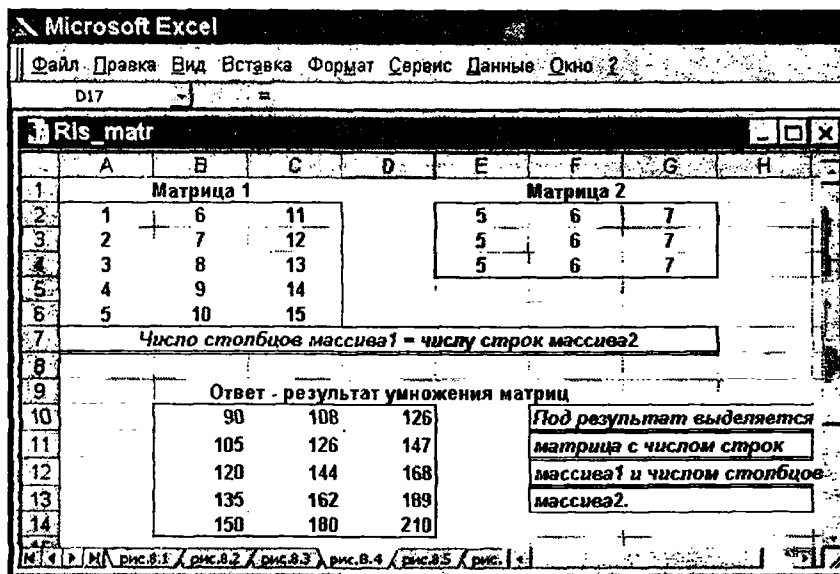 Microsoft Excel
Файл Правка Вид Вставка Формат Сервис Данные Окно ?
D17 =
Ris_matr
A B C D E F G H
1 Матрица 1 Матрица 2
2 1 6 11 5 6 7
3 2 7 12 5 6 7
4 3 8 13 5 6 7
5 4 9 14
6 5 10 15
7 Число столбцов массива1 = числу строк массива2
8
9 Ответ - результат умножения матриц
10 90 108 126 Под результат выделяется
11 105 126 147 матрица с числом строк
12 120 144 168 массива1 и числом столбцов
13 135 162 189 массива2.
14 150 180 210
рис.8.1 рис.8.2 рис.8.3 рис.8.4 рис.8.5 рис.